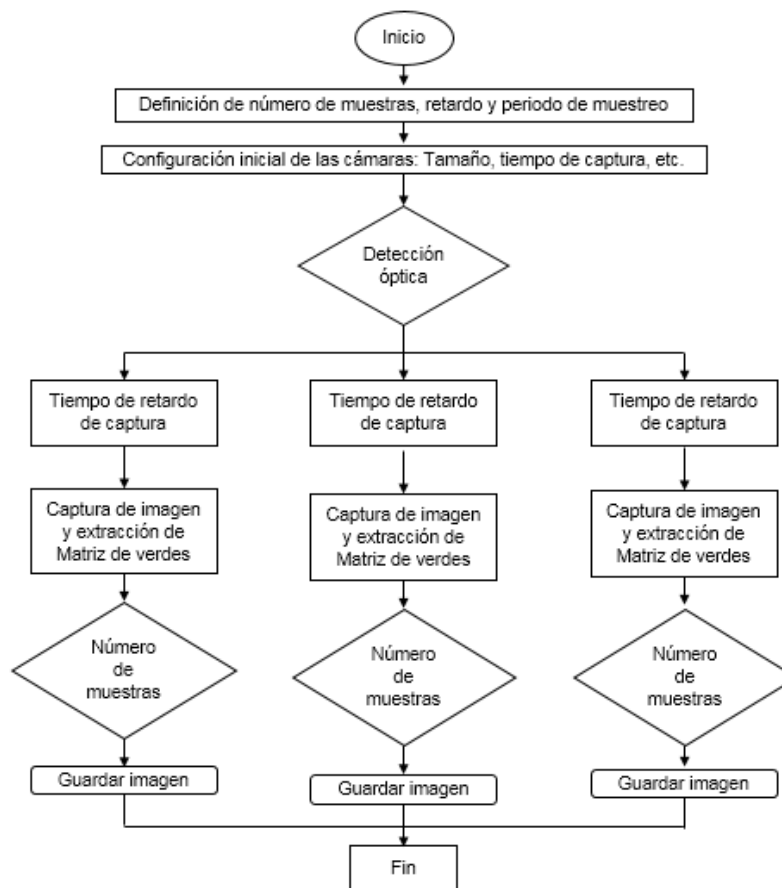 Inicio
Definición de número de muestras, retardo y periodo de muestreo
Configuración inicial de las cámaras: Tamaño, tiempo de captura, etc.
Detección
óptica
Tiempo de retardo
de captura
Tiempo de retardo
de captura
Tiempo de retardo
de captura
Captura de imagen
y extracción de
Matriz de verdes
Captura de imagen
y extracción de
Matriz de verdes
Captura de imagen
y extracción de
Matriz de verdes
Número
de
muestras
Número
de
muestras
Número
de
muestras
Guardar imagen
Guardar imagen
Guardar imagen
Fin